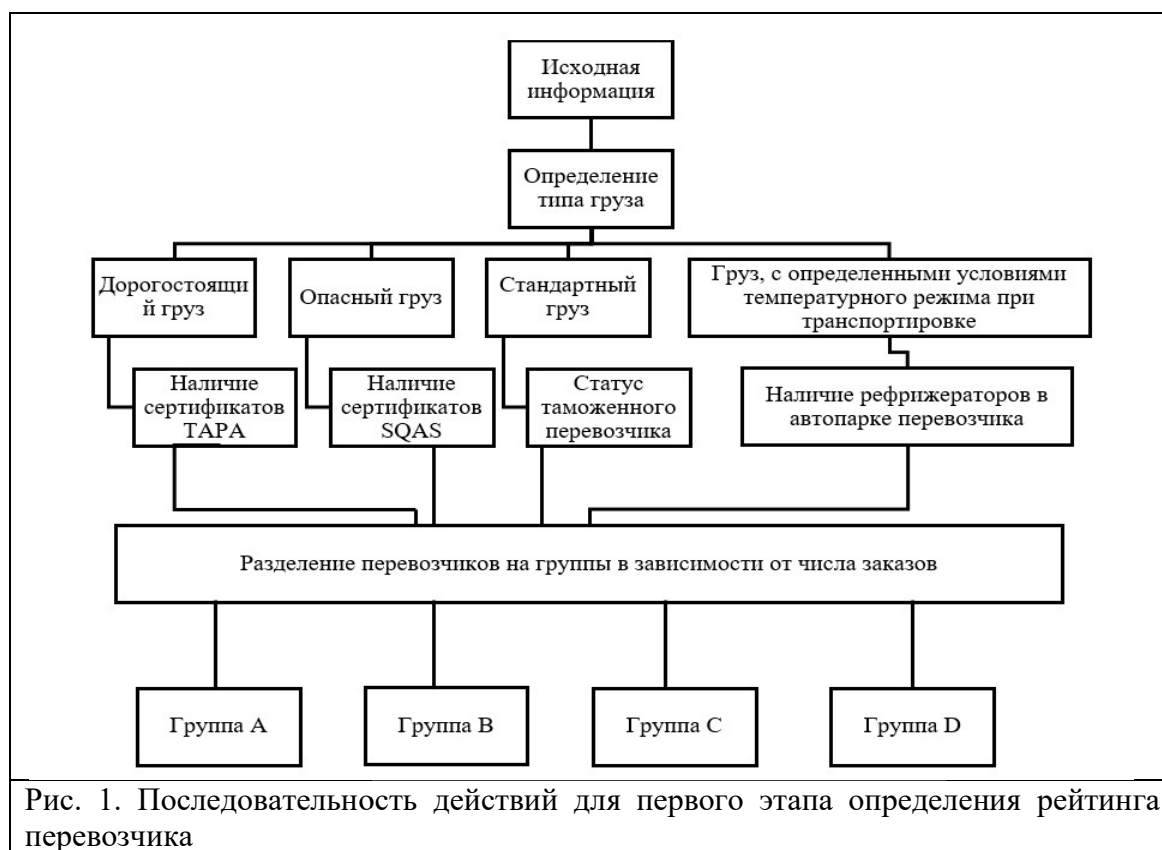 Исходная
информация
Определение
типа груза
Дорогостоящи
й груз
Опасный груз
Стандартный
груз
Груз, с определенными условиями
температурного режима при
транспортировке
Наличие
сертификатов
TAPA
Наличие
сертификатов
SQAS
Статус
таможенного
перевозчика
Наличие рефрижераторов в
автопарке перевозчика
Разделение перевозчиков на группы в зависимости от числа заказов
Группа A
Группа B
Группа C
Группа D
Рис. 1. Последовательность действий для первого этапа определения рейтинга
перевозчика